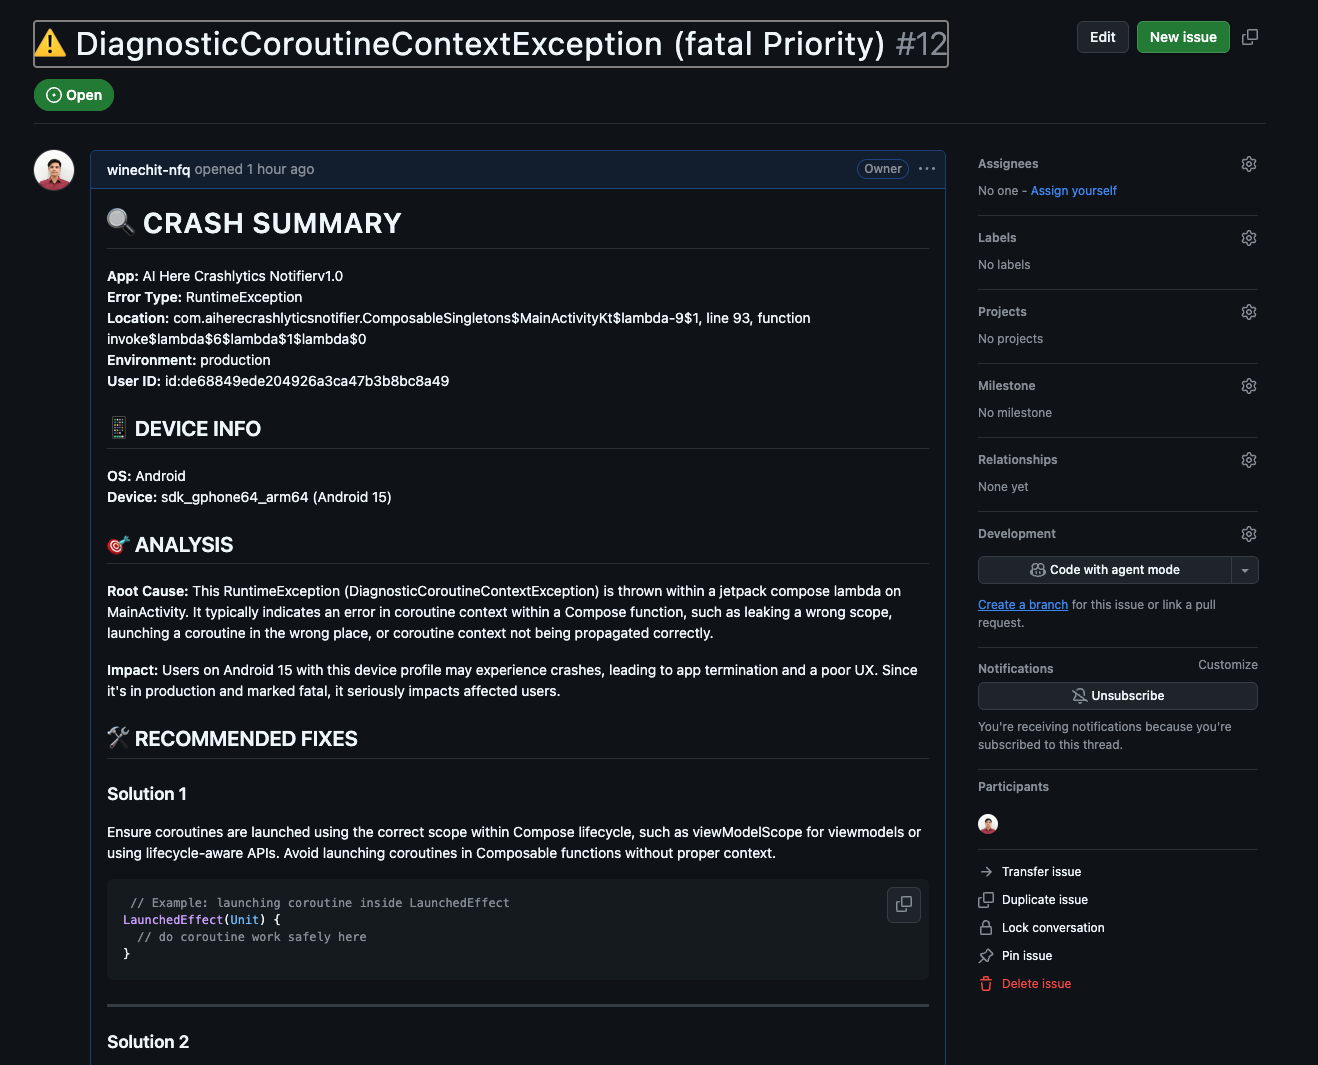 ⚠️ DiagnosticCoroutineContextException (fatal Priority) #12
Edit
New issue
Open
winechit-nfq opened 1 hour ago
Owner
🔍 CRASH SUMMARY
App: AI Here Crashlytics Notifierv1.0
Error Type: RuntimeException
Location: com.aiherecrashlyticsnotifier.ComposableSingletons$MainActivityKt$lambda-9$1, line 93, function
invoke$lambda$6$lambda$1$lambda$0
Environment: production
User ID: id:de68849ede204926a3ca47b3b8bc8a49
📱 DEVICE INFO
OS: Android
Device: sdk_gphone64_arm64 (Android 15)
🎯 ANALYSIS
Root Cause: This RuntimeException (DiagnosticCoroutineContextException) is thrown within a jetpack compose lambda on
MainActivity. It typically indicates an error in coroutine context within a Compose function, such as leaking a wrong scope,
launching a coroutine in the wrong place, or coroutine context not being propagated correctly.
Impact: Users on Android 15 with this device profile may experience crashes, leading to app termination and a poor UX. Since
it's in production and marked fatal, it seriously impacts affected users.
🛠️ RECOMMENDED FIXES
Solution 1
Ensure coroutines are launched using the correct scope within Compose lifecycle, such as viewModelScope for viewmodels or
using lifecycle-aware APIs. Avoid launching coroutines in Composable functions without proper context.
// Example: launching coroutine inside LaunchedEffect
LaunchedEffect(Unit) {
// do coroutine work safely here
}
Solution 2
Assignees
No one - Assign yourself
Labels
No labels
Projects
No projects
Milestone
No milestone
Relationships
None yet
Development
Code with agent mode
Create a branch for this issue or link a pull
request.
Notifications
Customize
Unsubscribe
You're receiving notifications because you're
subscribed to this thread.
Participants
Transfer issue
Duplicate issue
Lock conversation
Pin issue
Delete issue